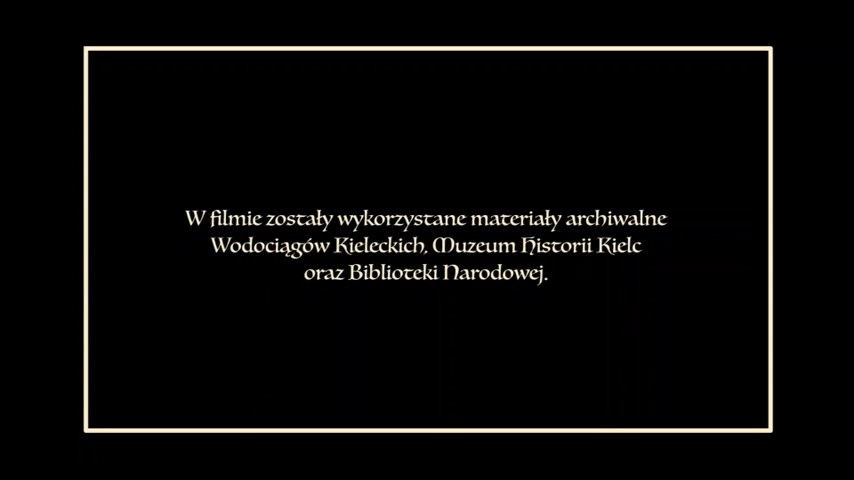 W filmie zostały wykorzystane materiały archiwalne
Wodociągów Kieleckich, Muzeum Historii Kielc
oraz Biblioteki Narodowej.